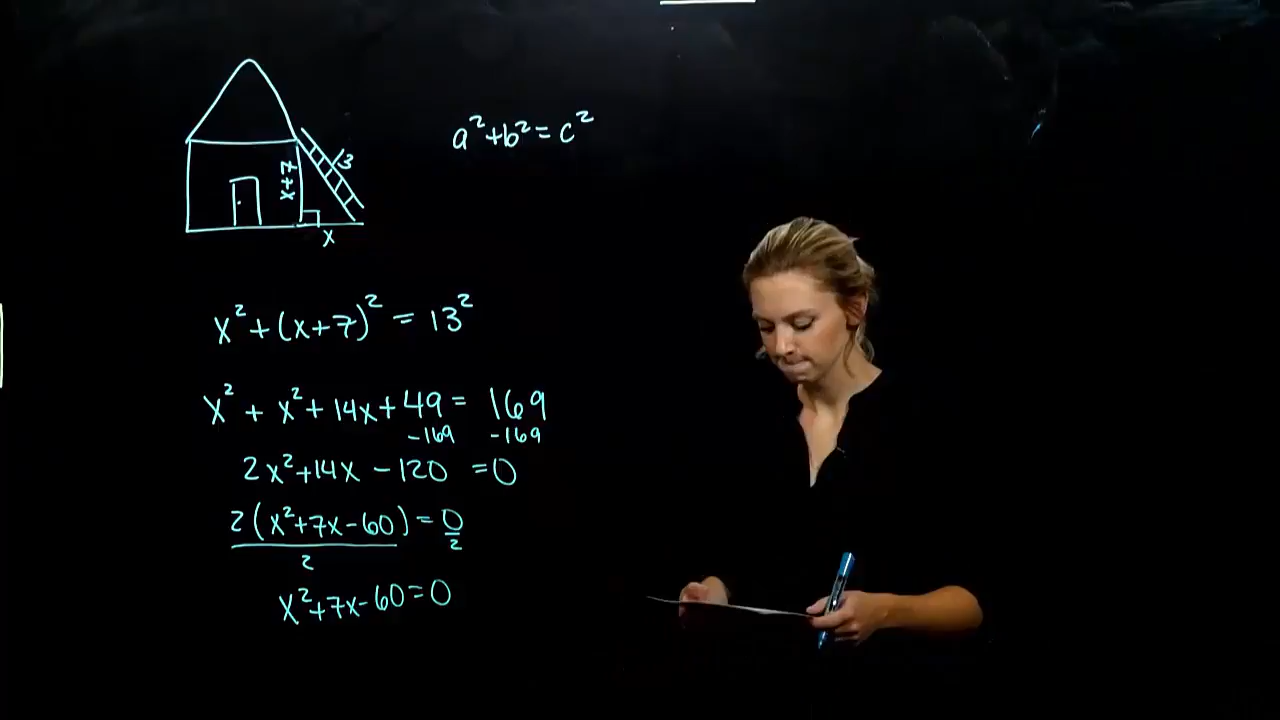 a²+b²=c²
13
x+7
x
x²+(x+7)²=13²
x²+x²+14x+49=169
-169 -169
2x²+14x-120=0
2(x²+7x-60)=0
2 2
x²+7x-60=0